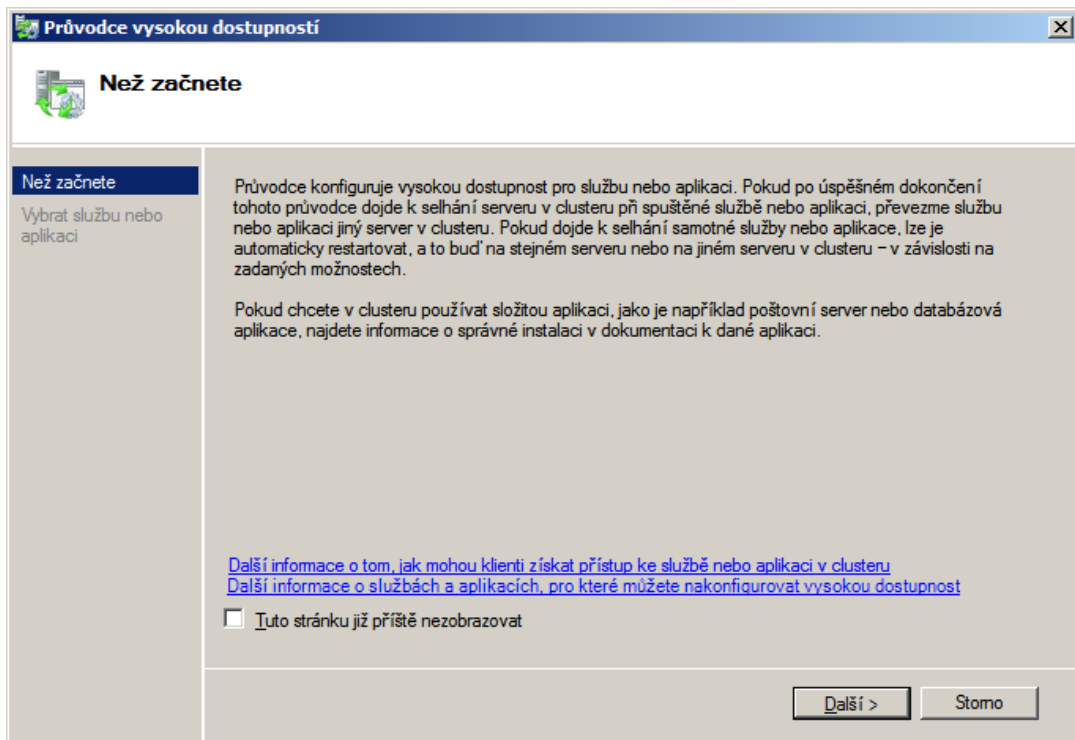 Průvodce vysokou dostupností
Než začnete
Než začnete
Vybrat službu nebo
aplikaci
Průvodce konfiguruje vysokou dostupnost pro službu nebo aplikaci. Pokud po úspěšném dokončení
tohoto průvodce dojde k selhání serveru v clusteru při spuštěné službě nebo aplikaci, převezme službu
nebo aplikaci jiný server v clusteru. Pokud dojde k selhání samotné služby nebo aplikace, lze je
automaticky restartovat, a to buď na stejném serveru nebo na jiném serveru v clusteru – v závislosti na
zadaných možnostech.
Pokud chcete v clusteru používat složitou aplikaci, jako je například poštovní server nebo databázová
aplikace, najdete informace o správné instalaci v dokumentaci k dané aplikaci.
Další informace o tom, jak mohou klienti získat přístup ke službě nebo aplikaci v clusteru
Další informace o službách a aplikacích, pro které můžete nakonfigurovat vysokou dostupnost
Tuto stránku již příště nezobrazovat
Další >
Storno